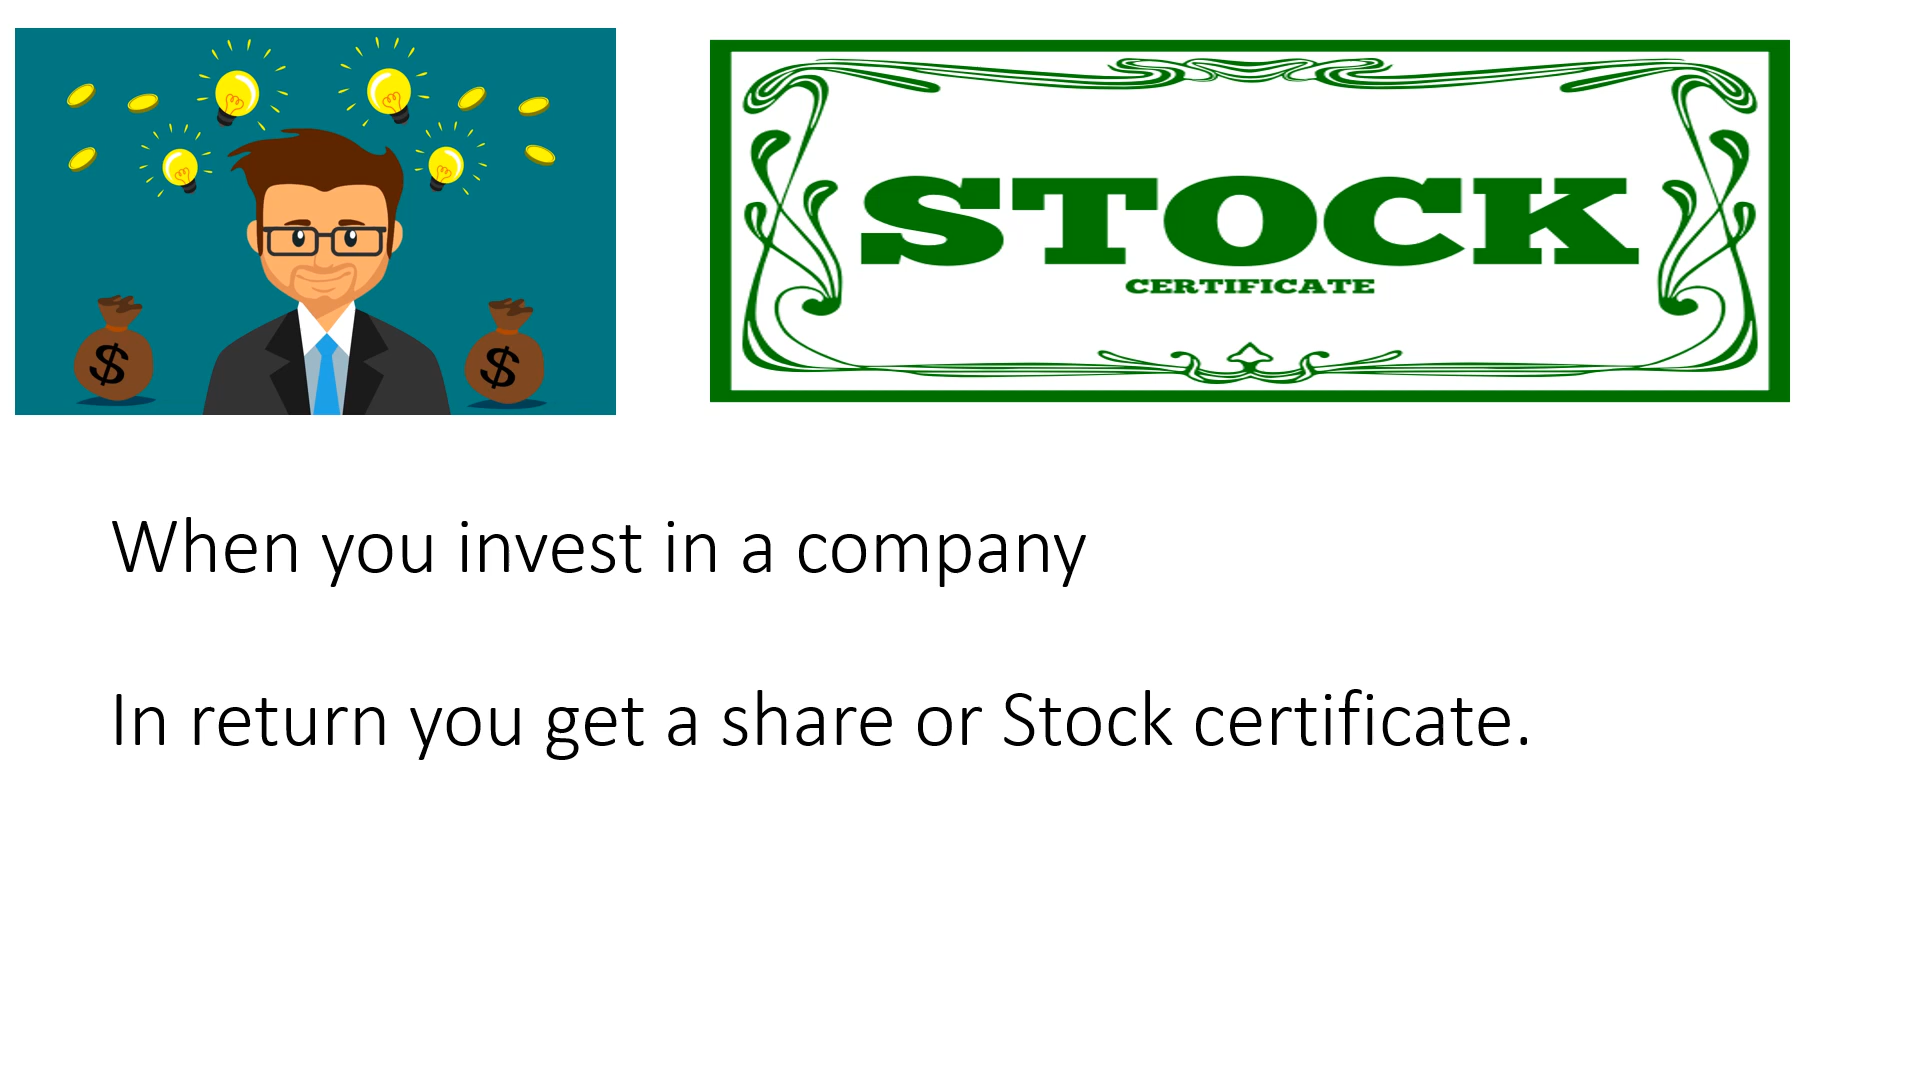 $
$
STOCK
CERTIFICATE
When you invest in a company
In return you get a share or Stock certificate.